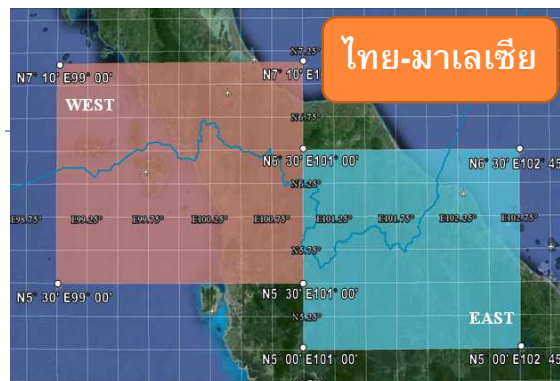 ไทย-มาเลเซีย
N7.25°
N7° 10' E99° 00'
N7° 10' E1
WEST
N6.75°
N6° 30' E101° 00'
N6° 30' E102° 45'
N6.25°
E98.75° E99.25° E99.75° E100.25° E100.75° E101.25° E101.75° E102.25° E102.75°
N5.75°
N5° 30' E99° 00'
N5° 30' E101° 00'
N5.25°
EAST
N5° 00' E101° 00'
N5° 00' E102° 45'